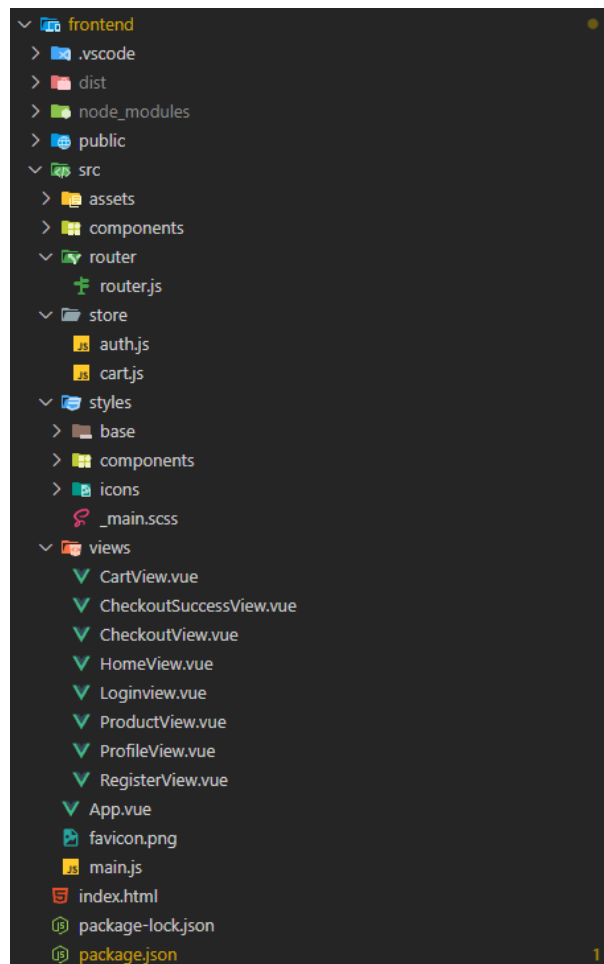 frontend
.vscode
dist
node_modules
public
src
assets
components
router
router.js
store
auth.js
cart.js
styles
base
components
icons
_main.scss
views
CartView.vue
CheckoutSuccessView.vue
CheckoutView.vue
HomeView.vue
Loginview.vue
ProductView.vue
ProfileView.vue
RegisterView.vue
App.vue
favicon.png
main.js
index.html
package-lock.json
package.json 1